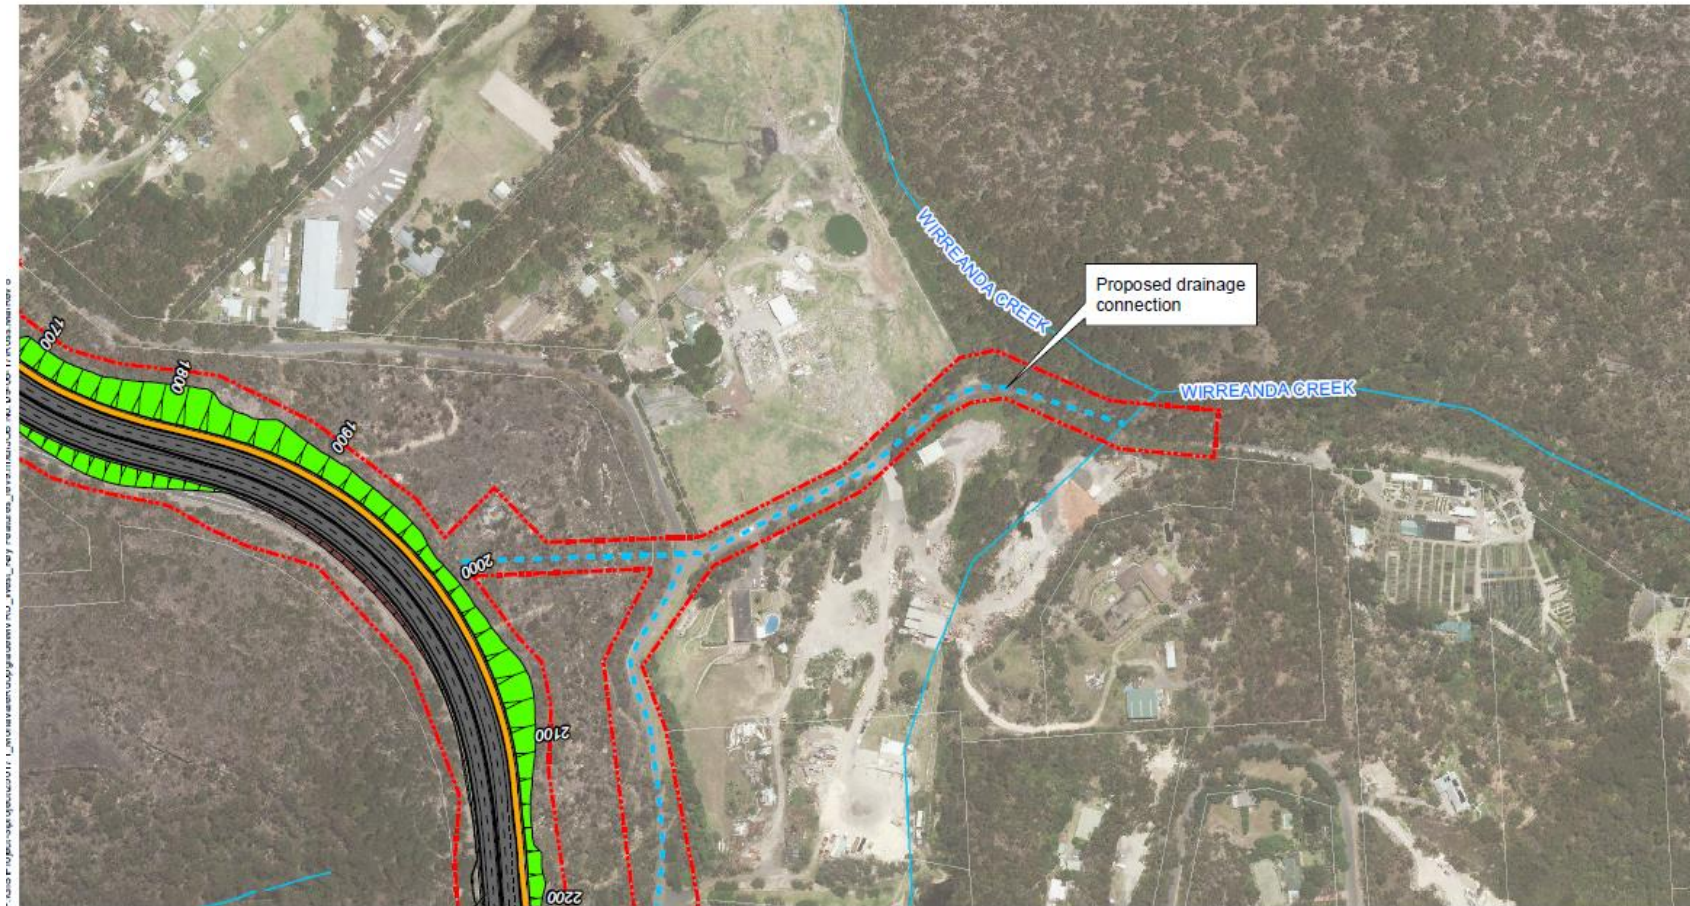 WIRREANDA CREEK
Proposed drainage
connection
WIRREANDA CREEK
1700
1800
1900
2000
2100
2200